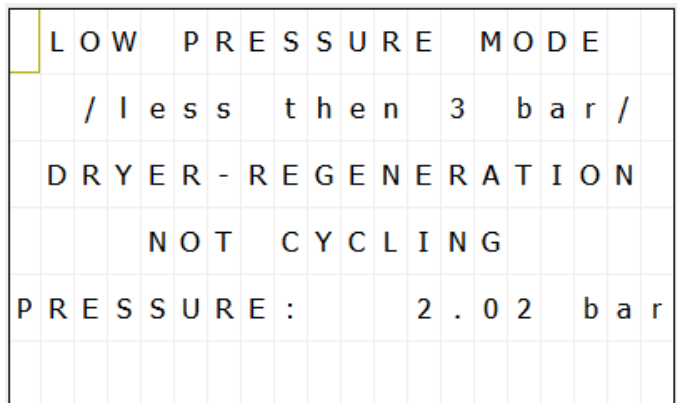 LOW PRESSURE MODE
/less then 3 bar/
DRYER-REGENERATION
NOT CYCLING
PRESSURE: 2.02 bar